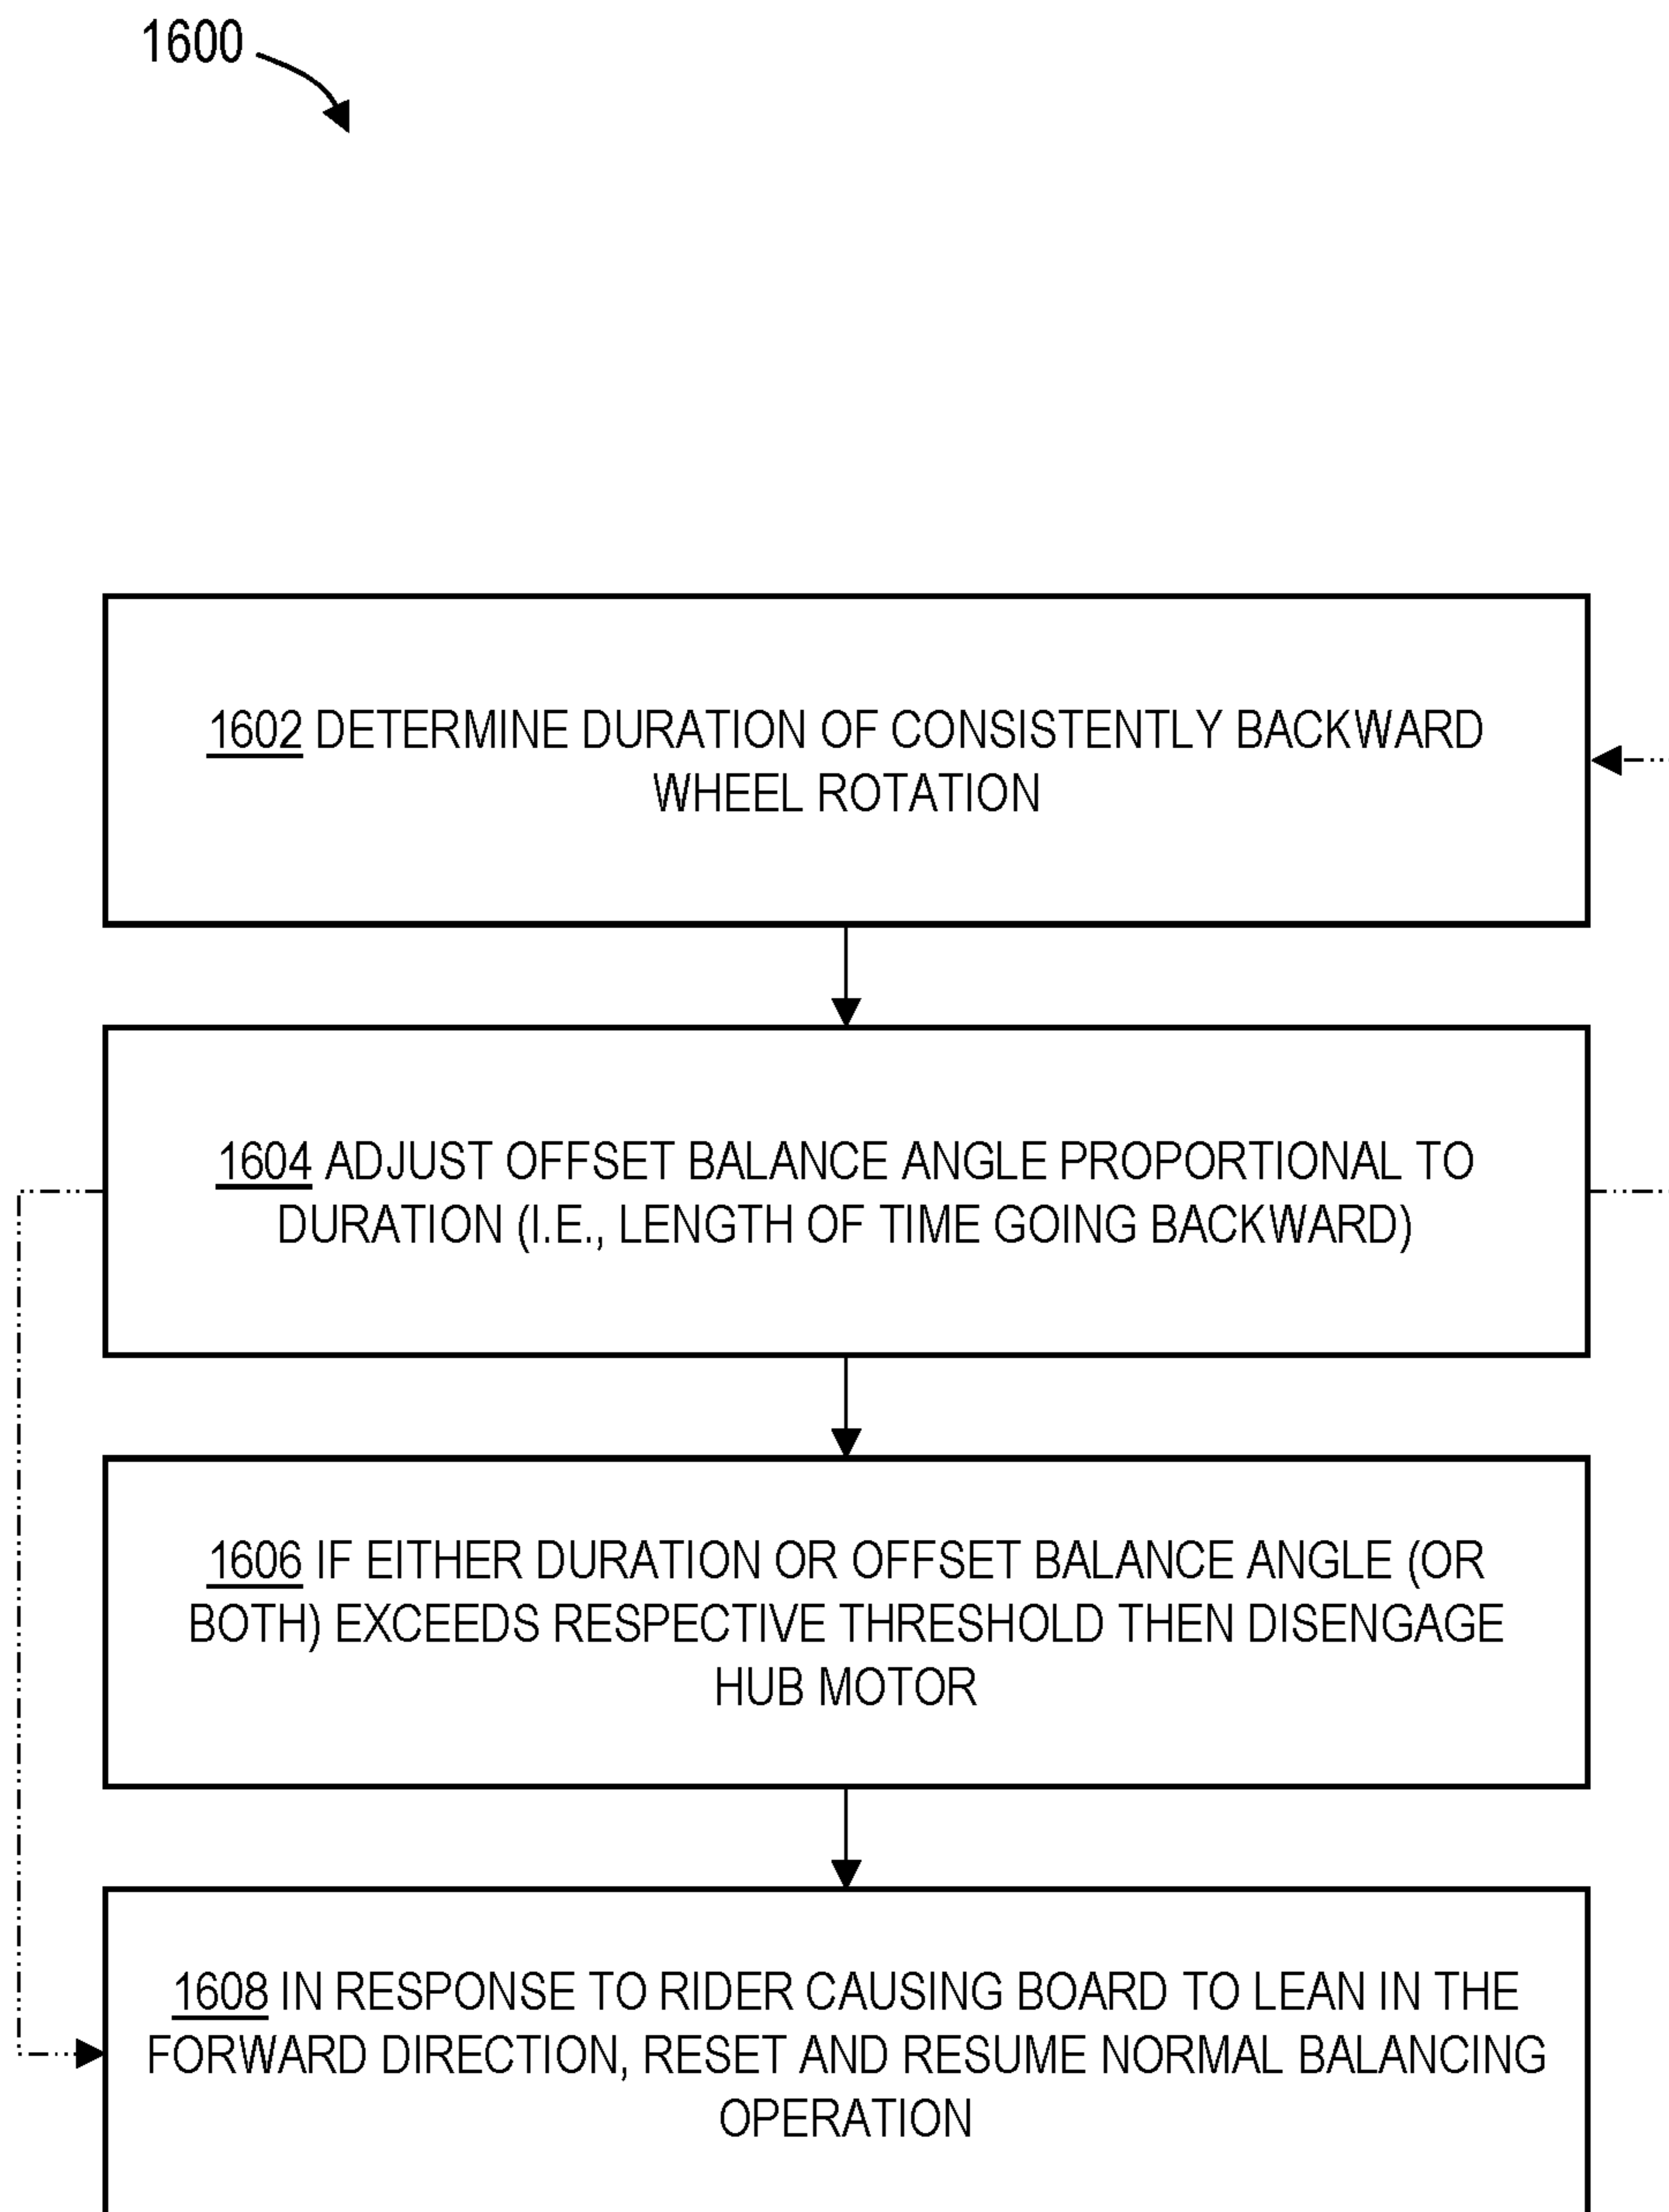 1600
1602 DETERMINE DURATION OF CONSISTENTLY BACKWARD
WHEEL ROTATION
1604 ADJUST OFFSET BALANCE ANGLE PROPORTIONAL TO
DURATION (I.E., LENGTH OF TIME GOING BACKWARD)
1606 IF EITHER DURATION OR OFFSET BALANCE ANGLE (OR
BOTH) EXCEEDS RESPECTIVE THRESHOLD THEN DISENGAGE
HUB MOTOR
1608 IN RESPONSE TO RIDER CAUSING BOARD TO LEAN IN THE
FORWARD DIRECTION, RESET AND RESUME NORMAL BALANCING
OPERATION